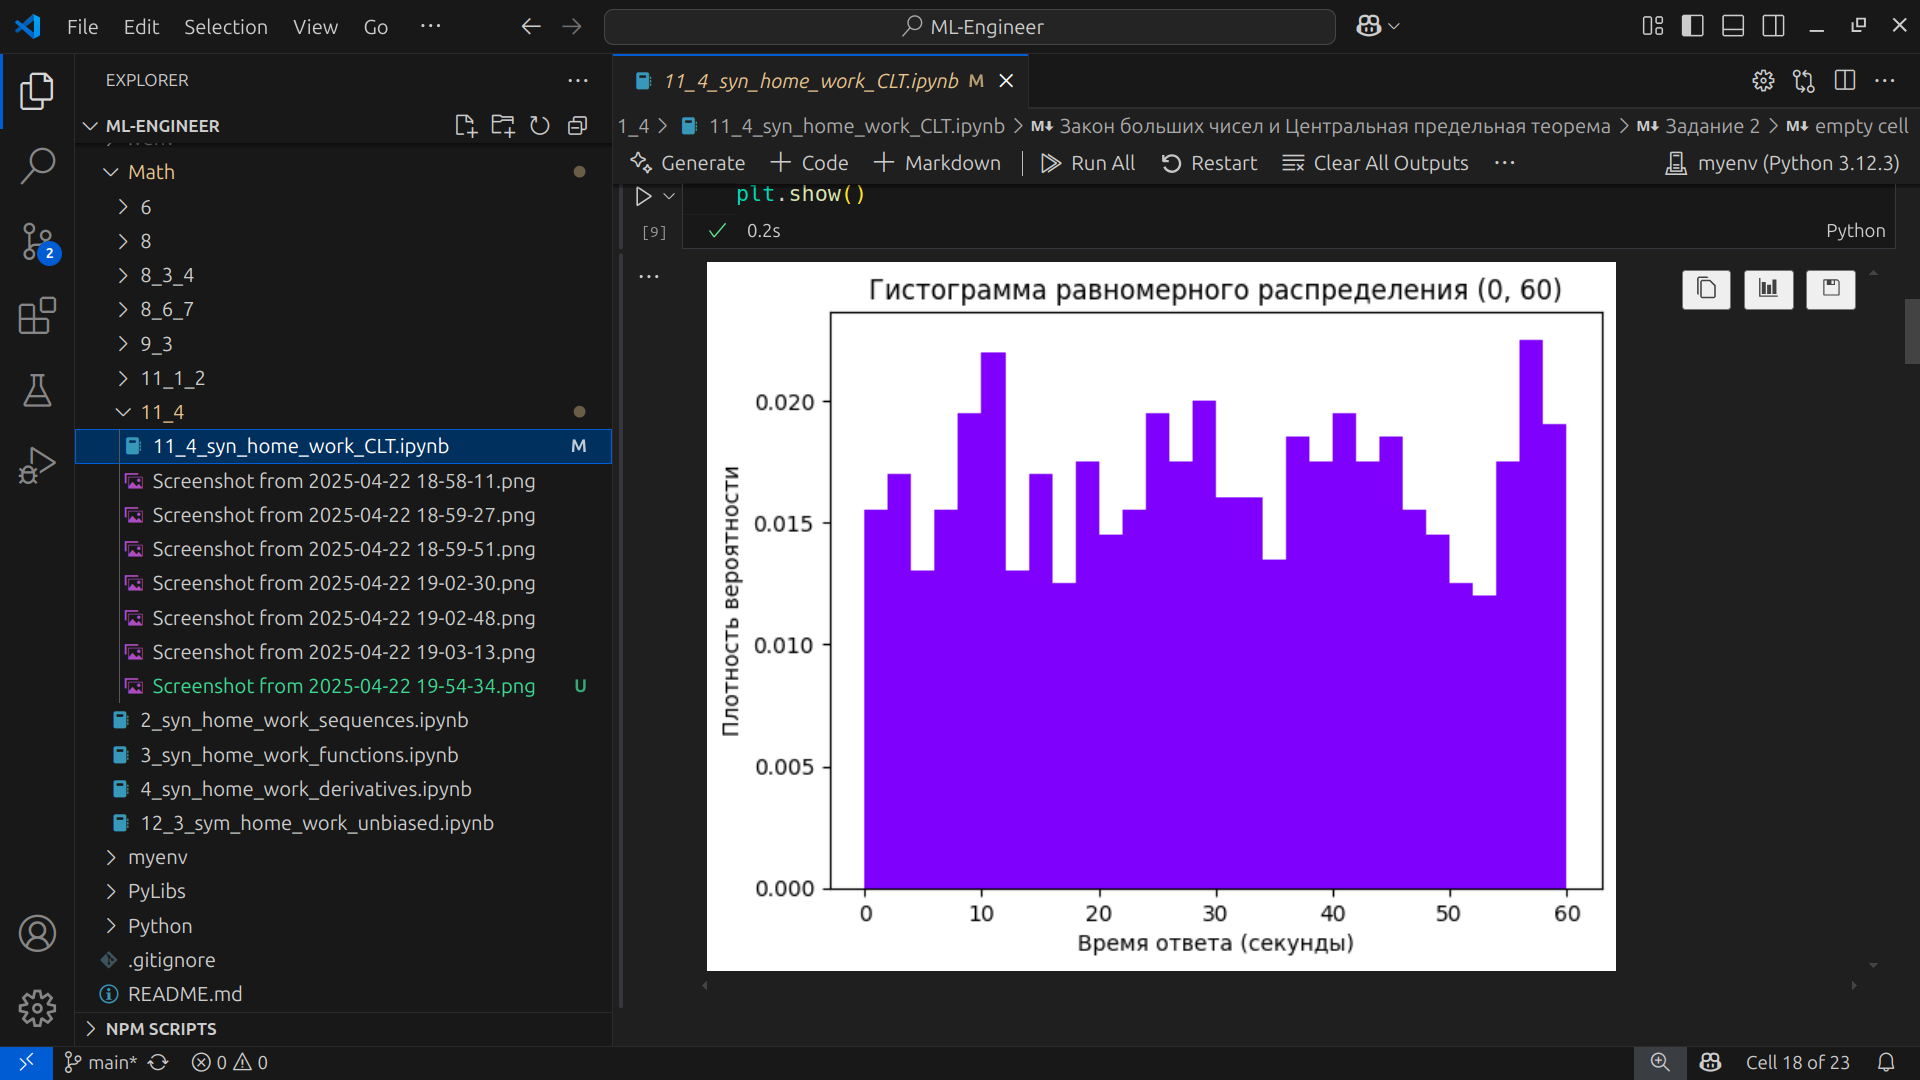 File Edit Selection View Go ML-Engineer
EXPLORER
ML-ENGINEER
Math
6
8
8_3_4
8_6_7
9_3
11_1_2
11_4
11_4_syn_home_work_CLT.ipynb M
Screenshot from 2025-04-22 18-58-11.png
Screenshot from 2025-04-22 18-59-27.png
Screenshot from 2025-04-22 18-59-51.png
Screenshot from 2025-04-22 19-02-30.png
Screenshot from 2025-04-22 19-02-48.png
Screenshot from 2025-04-22 19-03-13.png
Screenshot from 2025-04-22 19-54-34.png U
2_syn_home_work_sequences.ipynb
3_syn_home_work_functions.ipynb
4_syn_home_work_derivatives.ipynb
12_3_sym_home_work_unbiased.ipynb
myenv
PyLibs
Python
.gitignore
README.md
NPM SCRIPTS
2
11_4_syn_home_work_CLT.ipynb M
1_4 > 11_4_syn_home_work_CLT.ipynb > M Закон больших чисел и Центральная предельная теорема > M Задание 2 > M empty cell
Generate + Code + Markdown Run All Restart Clear All Outputs ... myenv (Python 3.12.3)
plt.show()
[9] 0.2s Python
Гистограмма равномерного распределения (0, 60)
Плотность вероятности
0.020
0.015
0.010
0.005
0.000
0 10 20 30 40 50 60
Время ответа (секунды)
main* 0 0 Cell 18 of 23